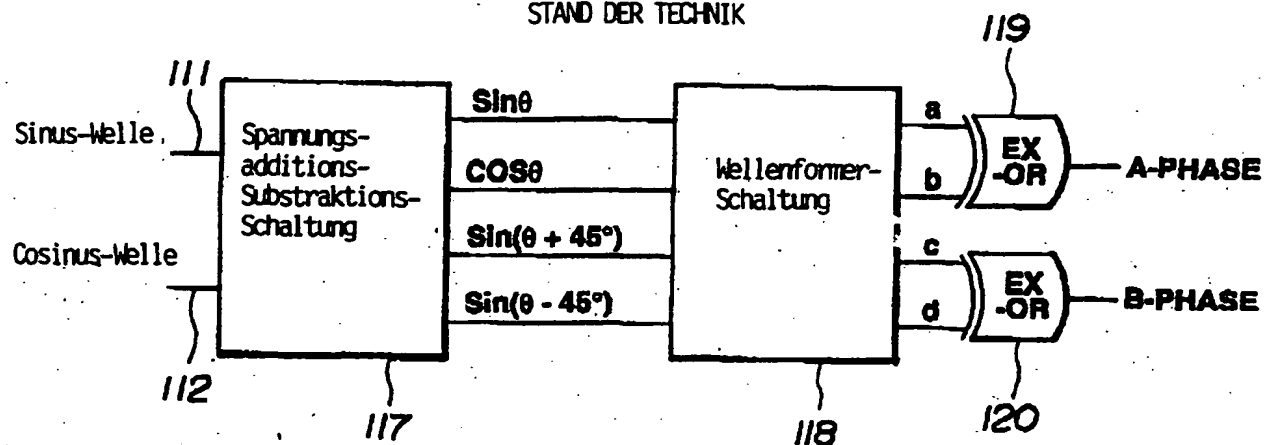 STAND DER TECHNIK
119
111
Sinus-Welle
Spannungs-
additions-
Substraktions-
Schaltung
Sinθ
COSθ
Sin(θ + 45°)
Sin(θ - 45°)
Wellenformer-
Schaltung
a
b
c
d
EX
-OR
A-PHASE
Cosinus-Welle
EX
-OR
B-PHASE
112
117
118
120